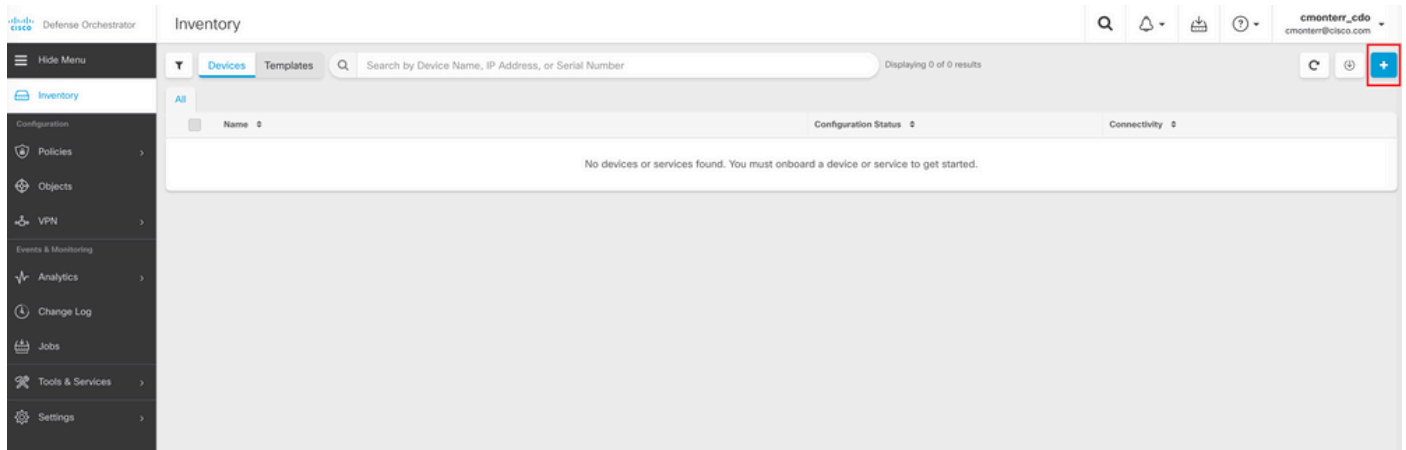 cisco Defense Orchestrator
Inventory
cmonterr_cdo
cmonterr@cisco.com
Hide Menu
Devices Templates Search by Device Name, IP Address, or Serial Number Displaying 0 of 0 results
Inventory
All
Configuration
Name Configuration Status Connectivity
Policies
No devices or services found. You must onboard a device or service to get started.
Objects
VPN
Events & Monitoring
Analytics
Change Log
Jobs
Tools & Services
Settings